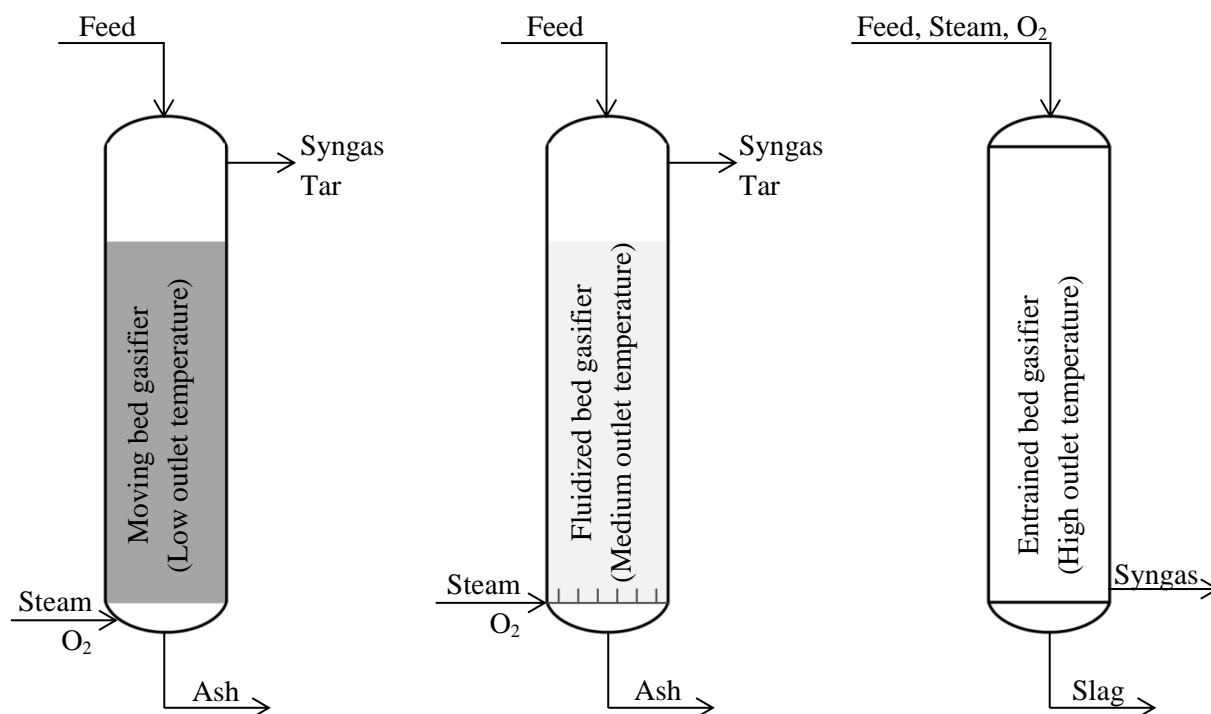 Feed
Syngas
Tar
Moving bed gasifier
(Low outlet temperature)
Steam
O₂
Ash
Feed
Syngas
Tar
Fluidized bed gasifier
(Medium outlet temperature)
Steam
O₂
Ash
Feed, Steam, O₂
Entrained bed gasifier
(High outlet temperature)
Syngas
Slag